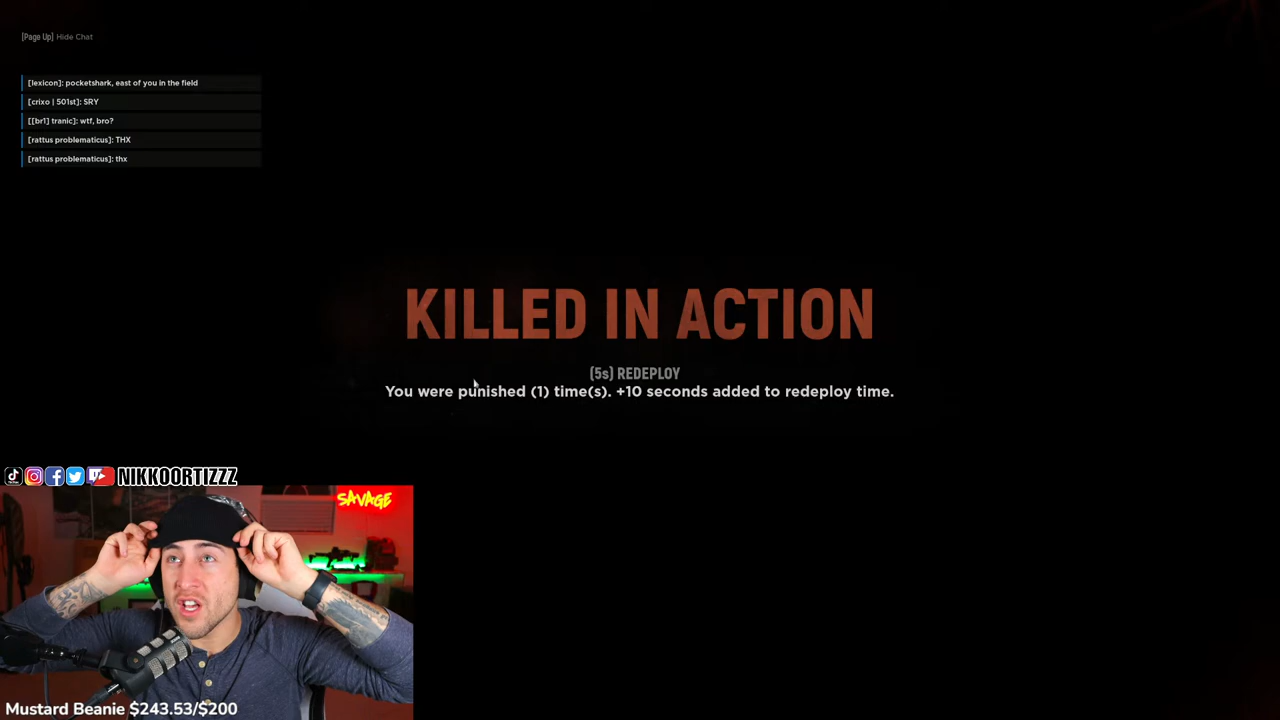 [Page Up] Hide Chat
[lexicon]: pocketshark, east of you in the field
[crixo | 501st]: SRY
[[br1] tranic]: wtf, bro?
[rattus problematicus]: THX
[rattus problematicus]: thx
KILLED IN ACTION
(5s) REDEPLOY
You were punished (1) time(s). +10 seconds added to redeploy time.
NIKKOORTIZZZ
SAVAGE
Mustard Beanie $243.53/$200